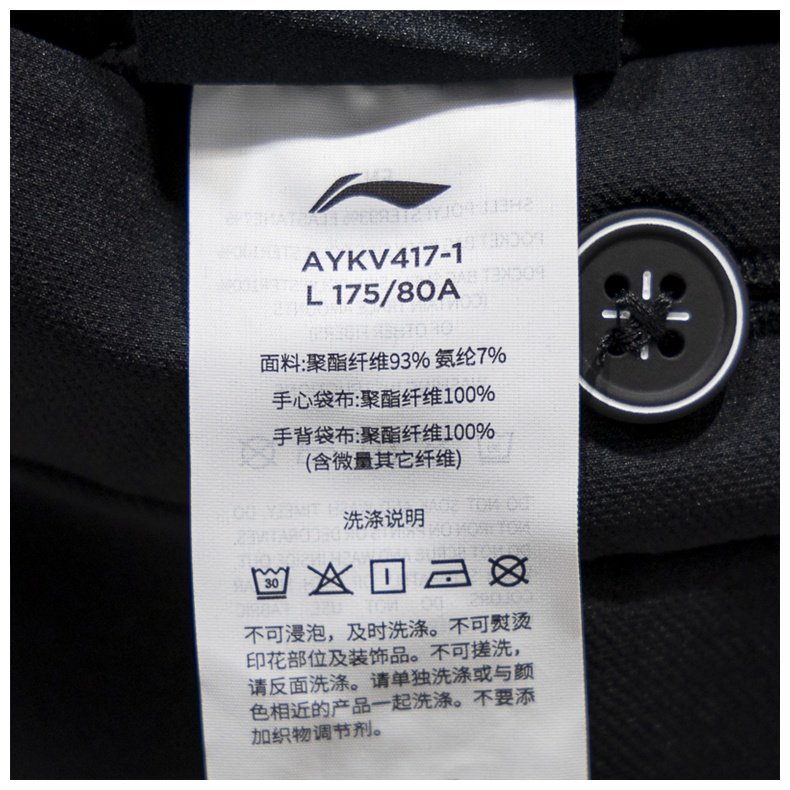 AYKV417-1
L 175/80A
面料:聚酯纤维93% 氨纶7%
手心袋布:聚酯纤维100%
手背袋布:聚酯纤维100%
(含微量其它纤维)
洗涤说明
30
不可浸泡，及时洗涤。不可熨烫
印花部位及装饰品。不可搓洗，
请反面洗涤。请单独洗涤或与颜
色相近的产品一起洗涤。不要添
加织物调节剂。